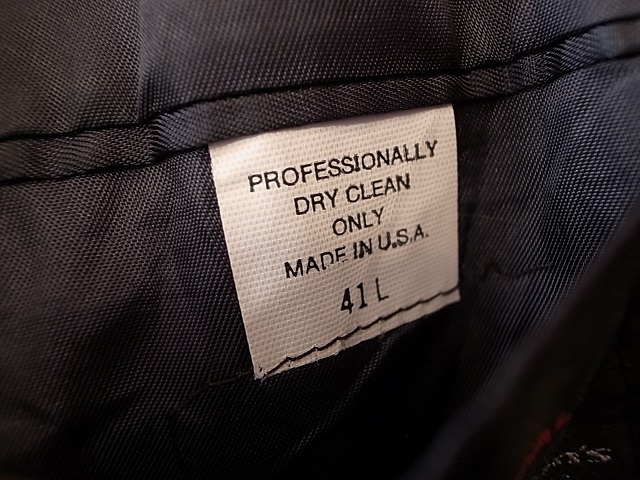 PROFESSIONALLY
DRY CLEAN
ONLY
MADE IN U.S.A.
41 L